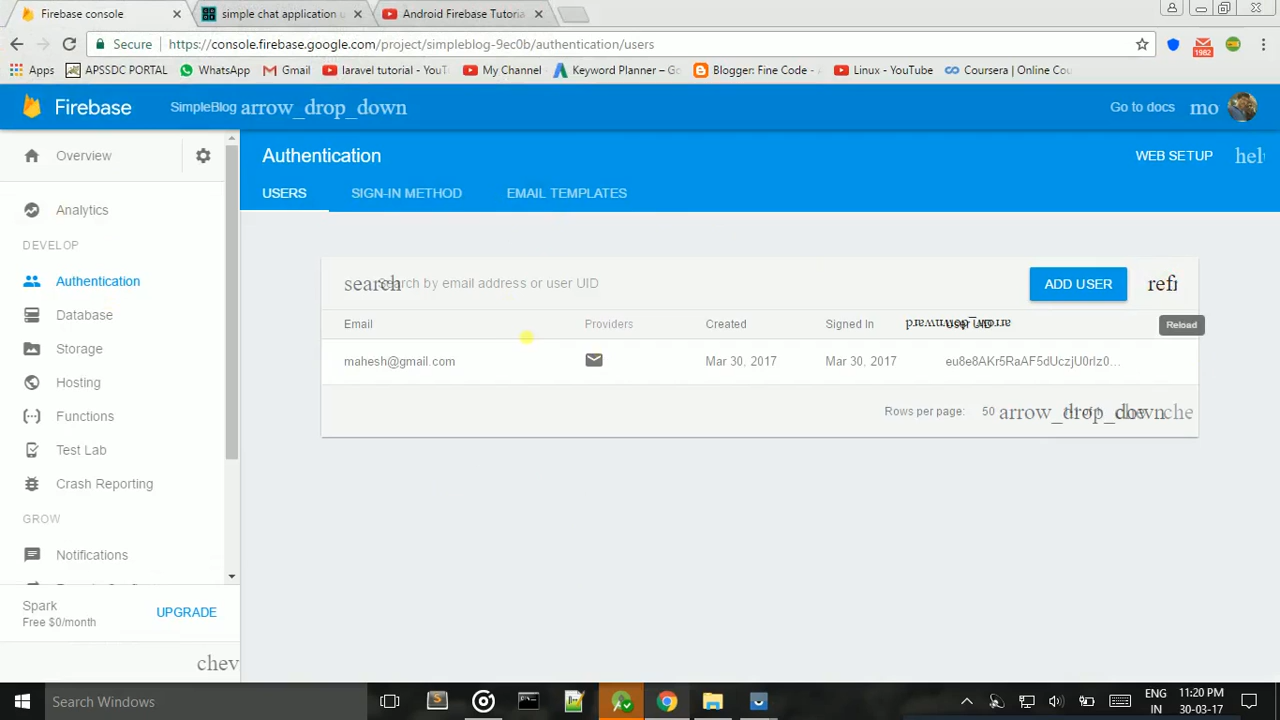 Firebase console
simple chat application u
Android Firebase Tutoria
Secure
https://console.firebase.google.com/project/simpleblog-9ec0b/authentication/users
Apps
APSSDC PORTAL
WhatsApp
Gmail
laravel tutorial - YouT
My Channel
Keyword Planner – Go
Blogger: Fine Code -
Linux - YouTube
Coursera | Online Cou
1982
Firebase
SimpleBlog arrow_drop_down
Go to docs
mo
Overview
Authentication
WEB SETUP
hel
USERS
SIGN-IN METHOD
EMAIL TEMPLATES
Analytics
DEVELOP
Authentication
Database
Storage
Hosting
Functions
Test Lab
Crash Reporting
GROW
Notifications
search
Search by email address or user UID
ADD USER
refr
Reload
Email
Providers
Created
Signed In
arrow_downward
User UID
mahesh@gmail.com
Mar 30, 2017
Mar 30, 2017
eu8e8AKr5RaAF5dUczjU0rIz0...
Rows per page:
50
arrow_drop_down
che
che
Spark
Free $0/month
UPGRADE
chev
Search Windows
ENG
IN
11:20 PM
30-03-17